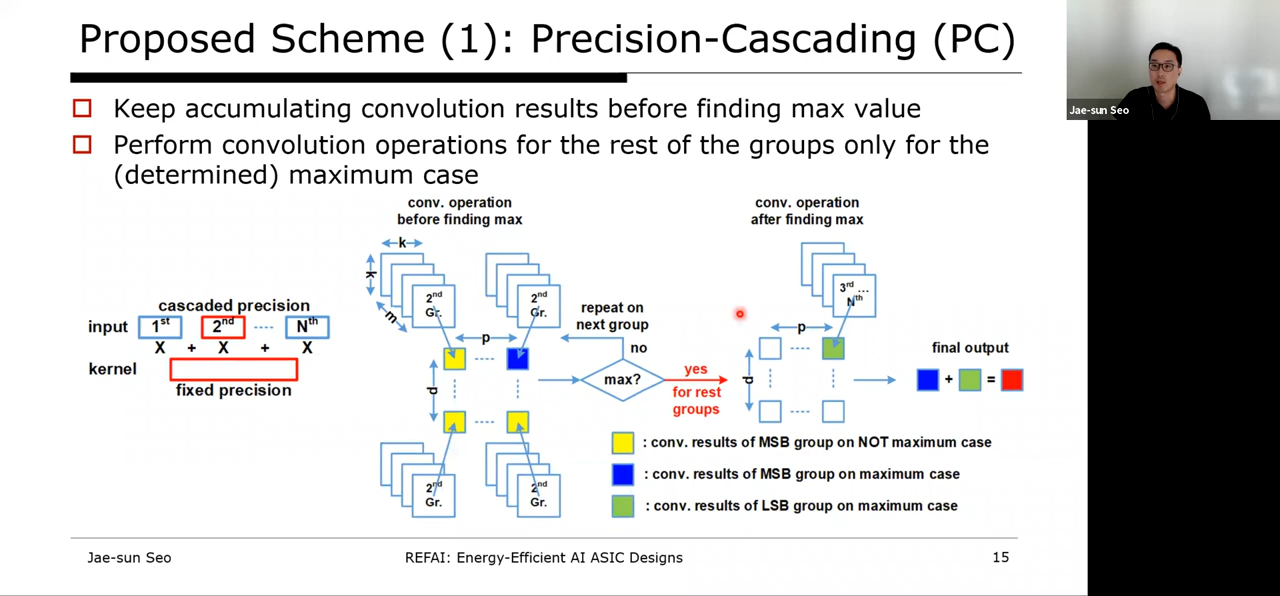 Proposed Scheme (1): Precision-Cascading (PC)
Jae-sun Seo
Keep accumulating convolution results before finding max value
Perform convolution operations for the rest of the groups only for the
(determined) maximum case
conv. operation
before finding max
conv. operation
after finding max
k
k
m
2nd
Gr.
2nd
Gr.
p
p
2nd
Gr.
2nd
Gr.
cascaded precision
input 1st 2nd Nth
X + X + X
kernel
fixed precision
repeat on
next group
no
max?
yes
for rest
groups
3rd ...
Nth
p
p
final output
+ =
: conv. results of MSB group on NOT maximum case
: conv. results of MSB group on maximum case
: conv. results of LSB group on maximum case
Jae-sun Seo
REFAI: Energy-Efficient AI ASIC Designs
15